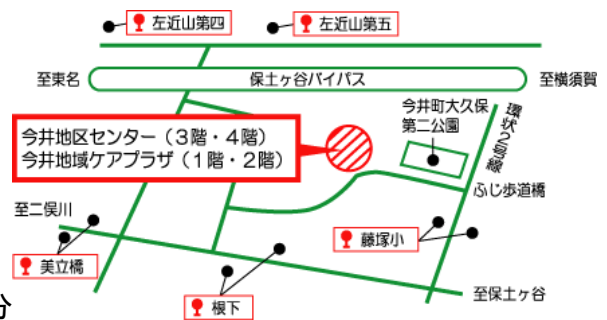 左近山第四
左近山第五
至東名
保土ヶ谷バイパス
至横須賀
今井町大久保
第二公園
環状2号線
今井地区センター（3階・4階）
今井地域ケアプラザ（1階・2階）
ふじ歩道橋
至二俣川
美立橋
藤塚小
根下
至保土ヶ谷
分